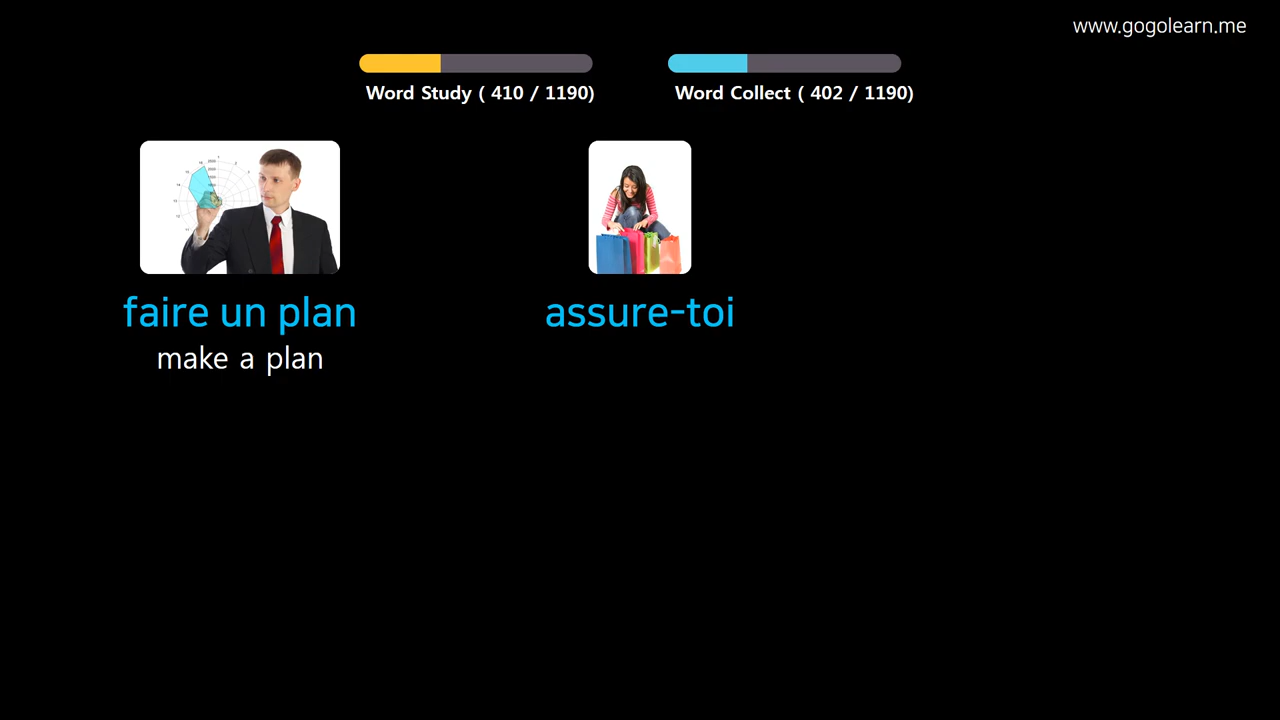 www.gogolearn.me
Word Study ( 410 / 1190)
Word Collect ( 402 / 1190)
faire un plan
make a plan
assure-toi